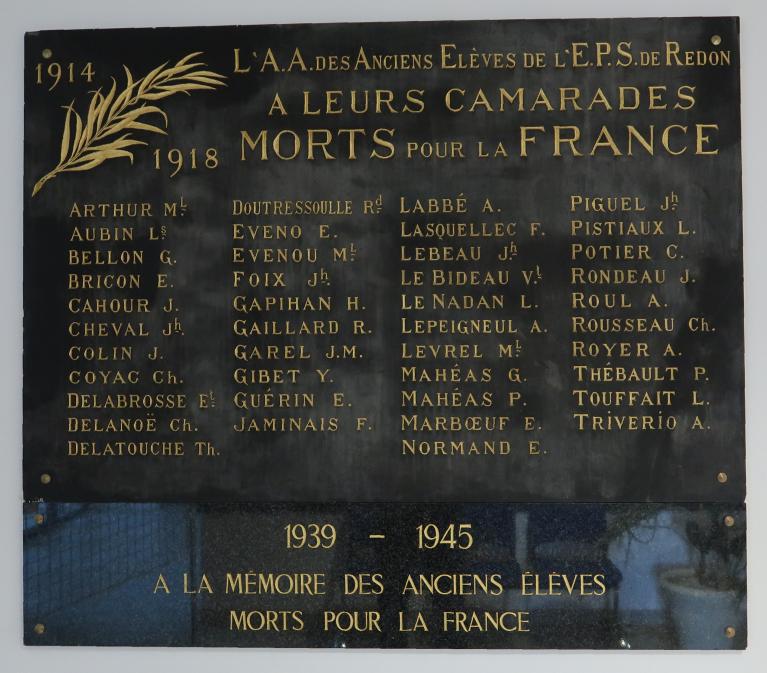 1914
1918
L'A.A. DES ANCIENS ELÈVES DE L'E.P.S. DE REDON
A LEURS CAMARADES
MORTS POUR LA FRANCE
ARTHUR ML.
AUBIN Ls.
BELLON G.
BRICON E.
CAHOUR J.
CHEVAL Jh.
COLIN J.
COYAC Ch.
DELABROSSE EL.
DELANOË Ch.
DELATOUCHE Th.
DOUTRESSOULLE Rd.
EVENO E.
EVENOU ML.
FOIX Jh.
GAPIHAN H.
GAILLARD R.
GAREL J.M.
GIBET Y.
GUÉRIN E.
JAMINAIS F.
LABBÉ A.
LASQUELLEC F.
LEBEAU Jh.
LE BIDEAU VL.
LE NADAN L.
LEPEIGNEUL A.
LEVREL ML.
MAHÉAS G.
MAHÉAS P.
MARBŒUF E.
NORMAND E.
PIGUEL Jh.
PISTIAUX L.
POTIER C.
RONDEAU J.
ROUL A.
ROUSSEAU Ch.
ROYER A.
THÉBAULT P.
TOUFFAIT L.
TRIVERIO A.
1939 - 1945
A LA MÉMOIRE DES ANCIENS ÉLÈVES
MORTS POUR LA FRANCE